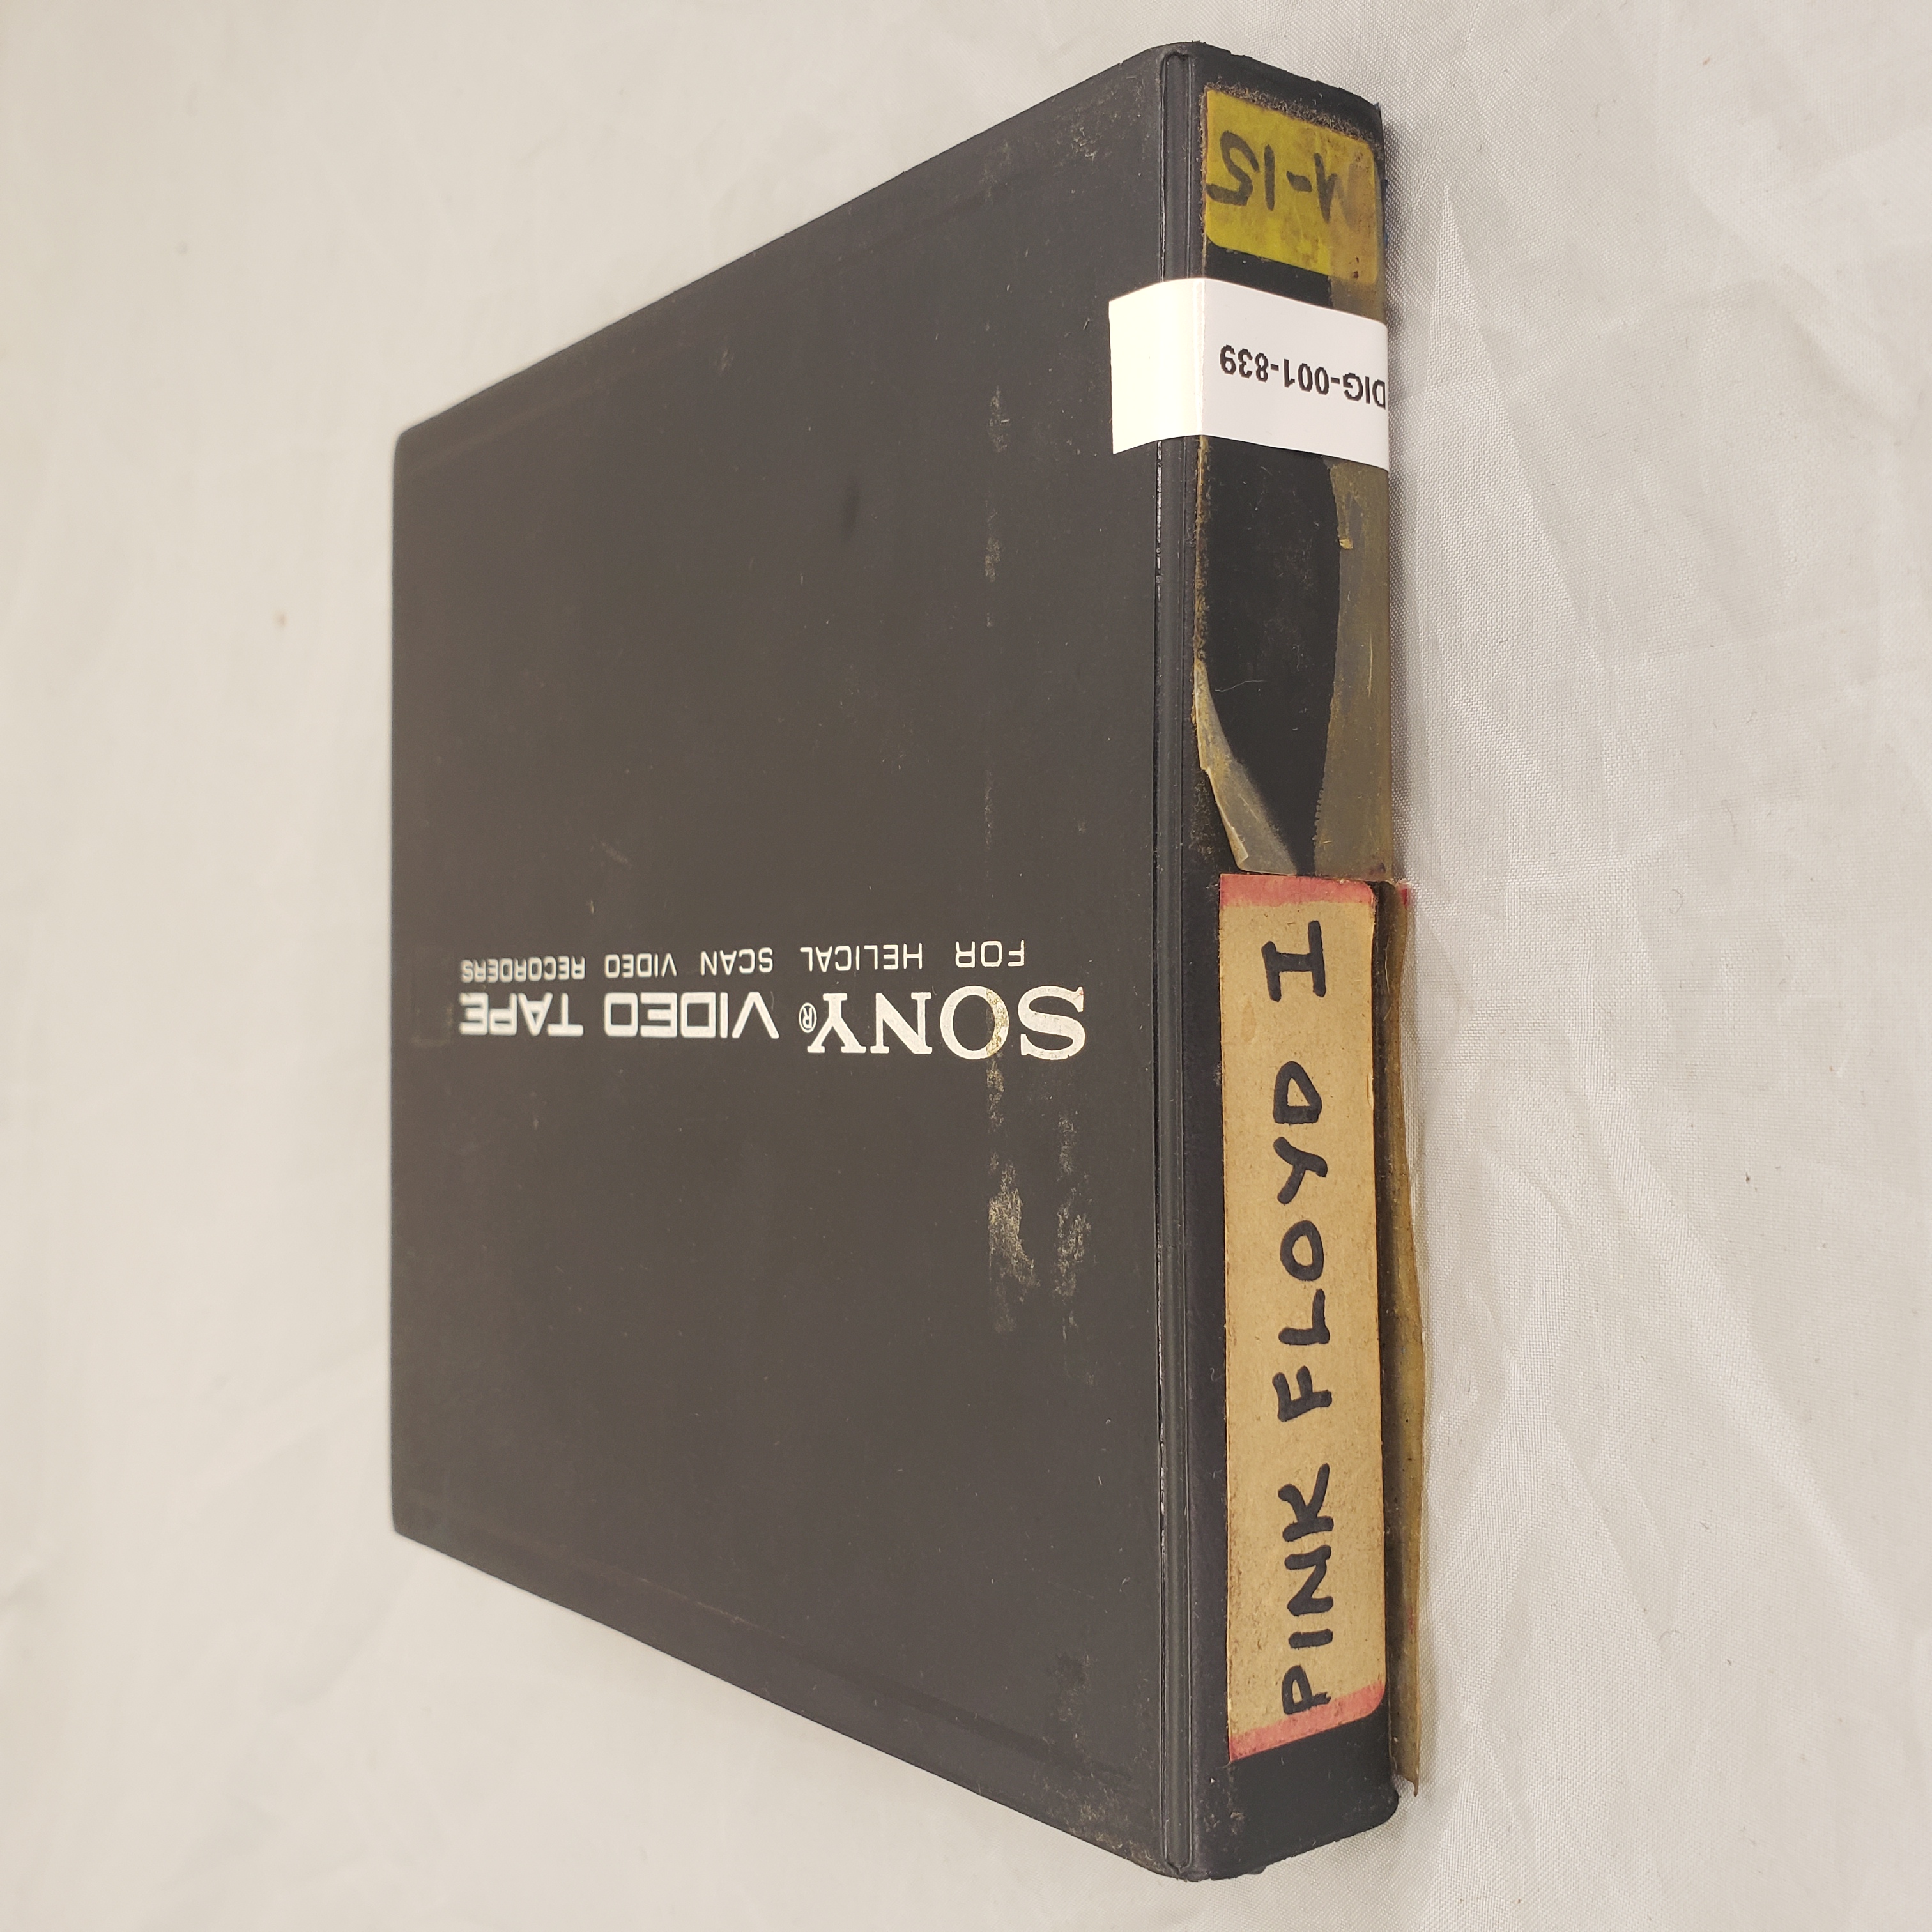 SONY® VIDEO TAPE
FOR HELICAL SCAN VIDEO RECORDERS
M-15
DIG-001-839
PINK FLOYD I